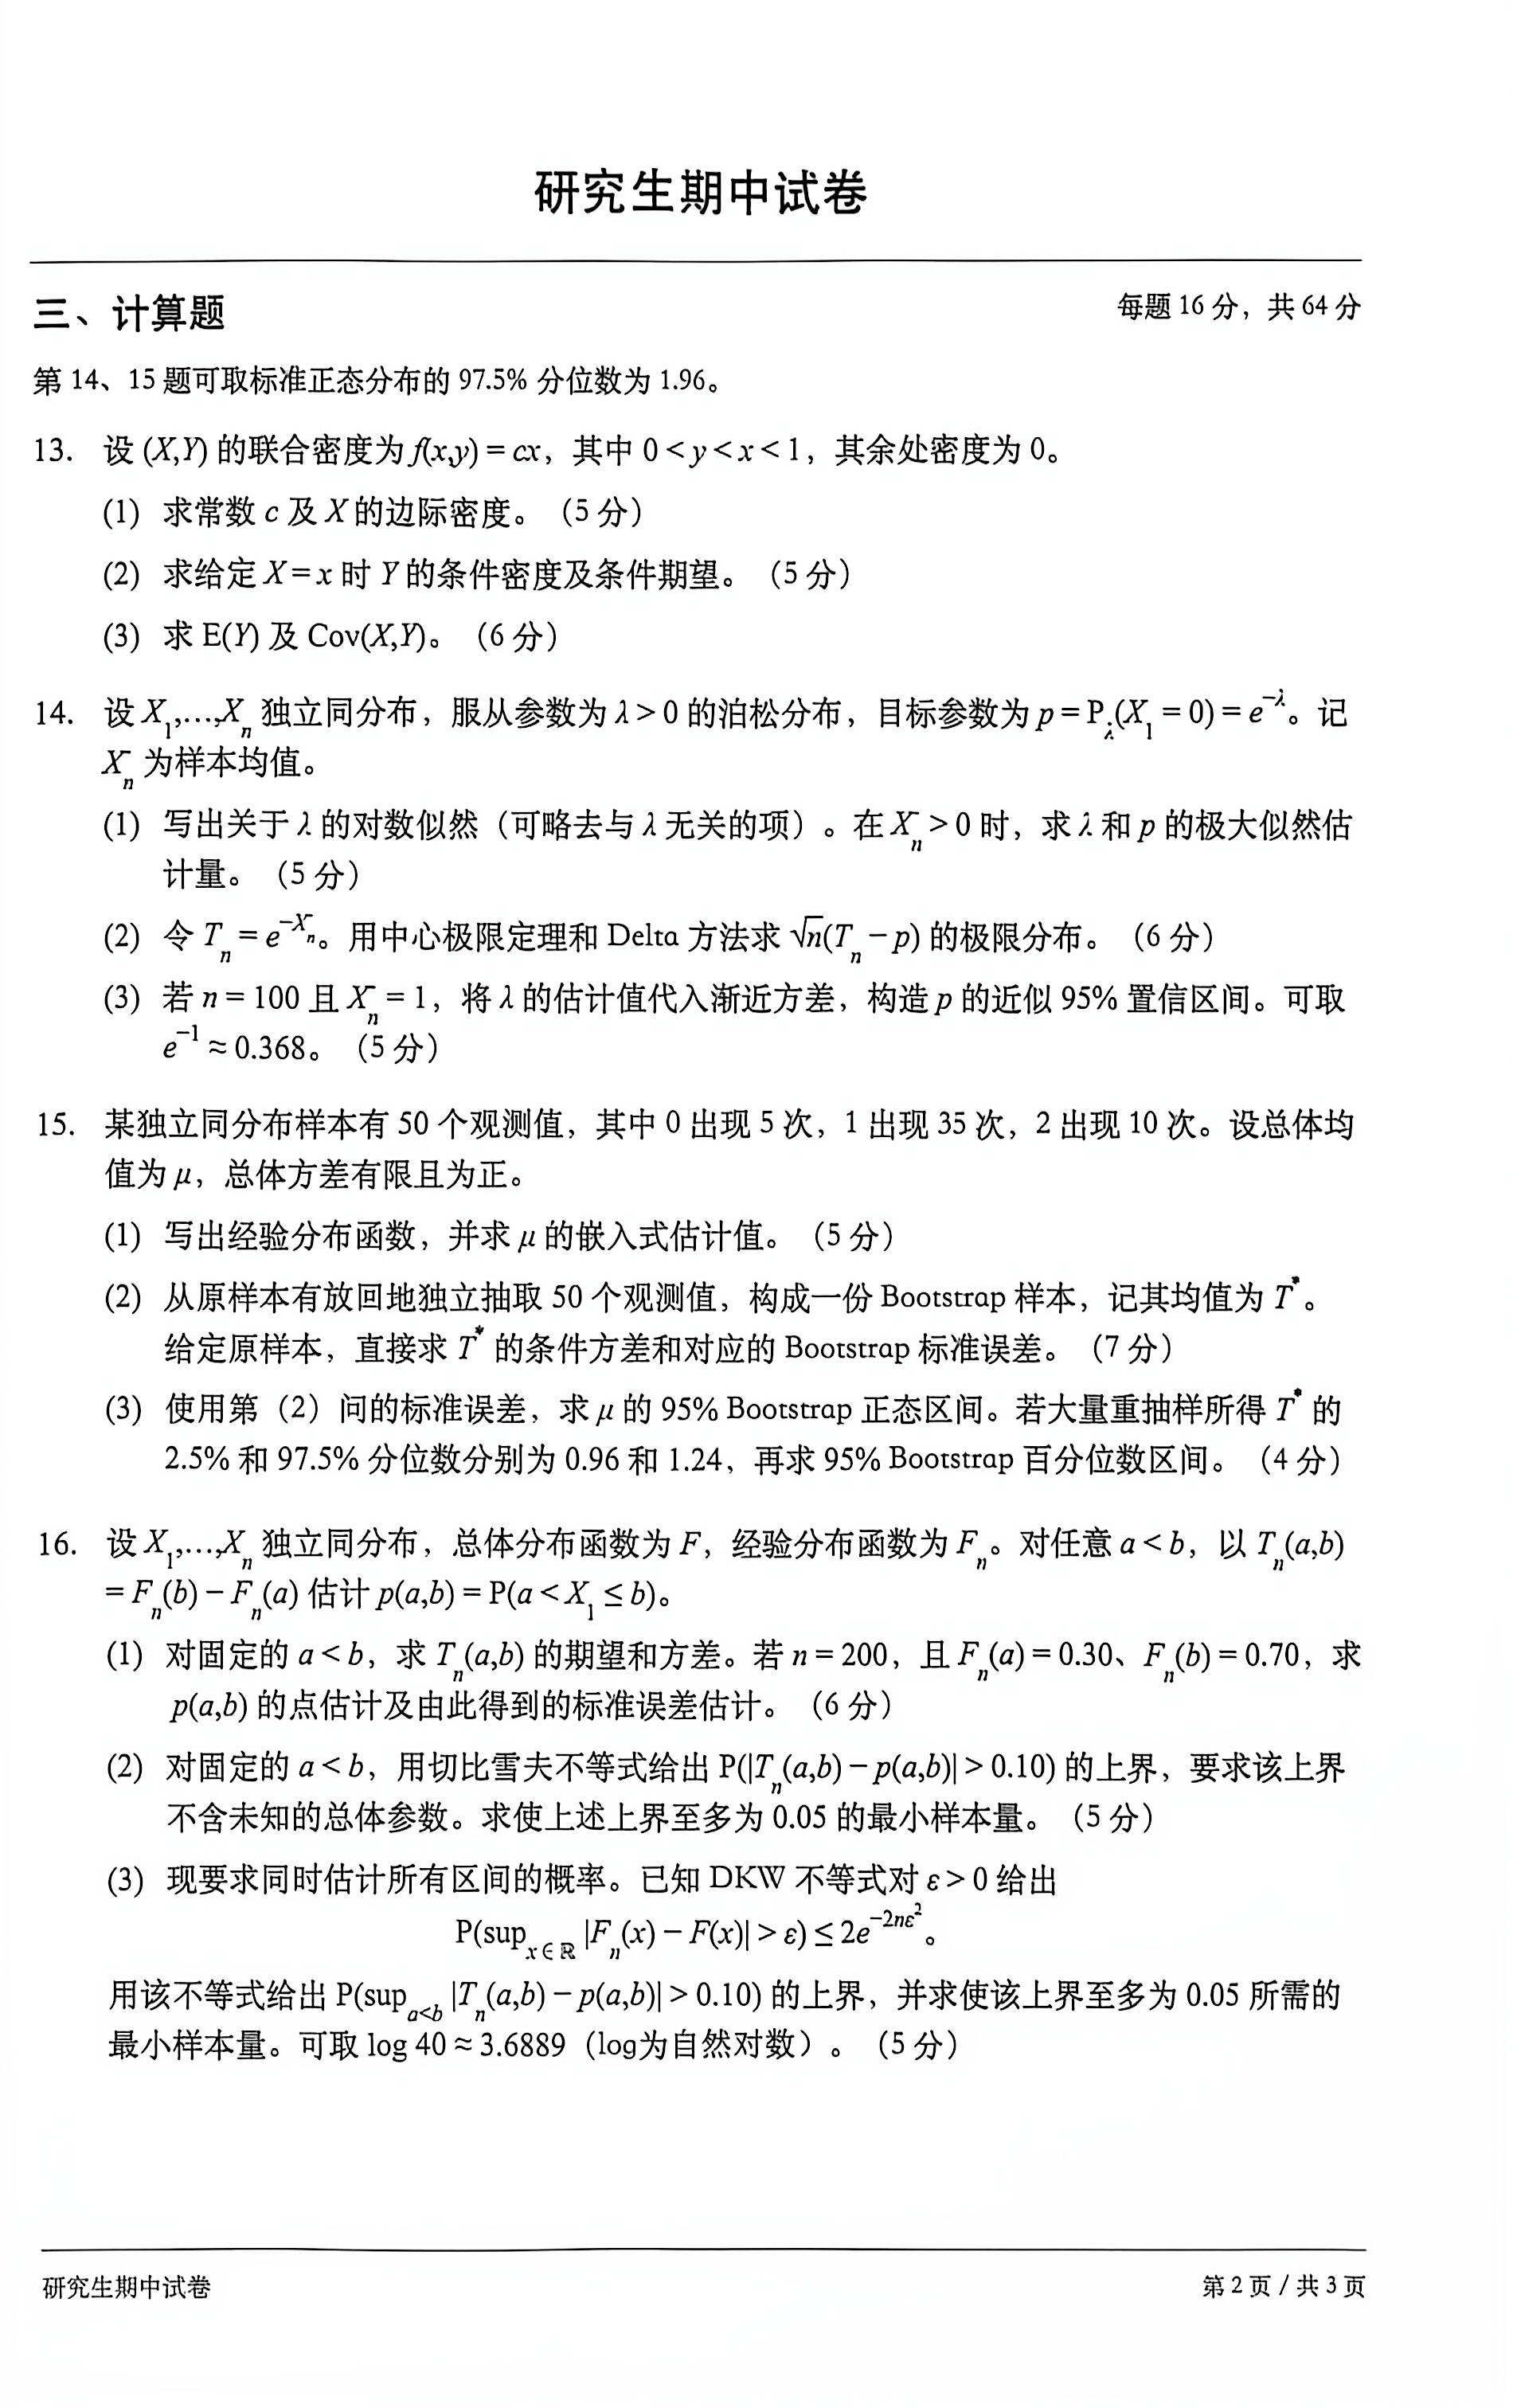 研究生期中试卷
三、计算题
每题 16 分，共 64 分
第 14、15 题可取标准正态分布的 97.5% 分位数为 1.96。
13. 设 (X,Y) 的联合密度为 f(x,y) = cx，其中 0 < y < x < 1，其余处密度为 0。
(1) 求常数 c 及 X 的边际密度。（5 分）
(2) 求给定 X = x 时 Y 的条件密度及条件期望。（5 分）
(3) 求 E(Y) 及 Cov(X,Y)。（6 分）
14. 设 X₁,…,Xₙ 独立同分布，服从参数为 λ > 0 的泊松分布，目标参数为 p = P_λ(X₁ = 0) = e^{−λ}。记
X̄ₙ 为样本均值。
(1) 写出关于 λ 的对数似然（可略去与 λ 无关的项）。在 X̄ₙ > 0 时，求 λ 和 p 的极大似然估
计量。（5 分）
(2) 令 Tₙ = e^{−X̄ₙ}。用中心极限定理和 Delta 方法求 √n(Tₙ − p) 的极限分布。（6 分）
(3) 若 n = 100 且 X̄ₙ = 1，将 λ 的估计值代入渐近方差，构造 p 的近似 95% 置信区间。可取
e^{−1} ≈ 0.368。（5 分）
15. 某独立同分布样本有 50 个观测值，其中 0 出现 5 次，1 出现 35 次，2 出现 10 次。设总体均
值为 μ，总体方差有限且为正。
(1) 写出经验分布函数，并求 μ 的嵌入式估计值。（5 分）
(2) 从原样本有放回地独立抽取 50 个观测值，构成一份 Bootstrap 样本，记其均值为 T*。
给定原样本，直接求 T* 的条件方差和对应的 Bootstrap 标准误差。（7 分）
(3) 使用第（2）问的标准误差，求 μ 的 95% Bootstrap 正态区间。若大量重抽样所得 T* 的
2.5% 和 97.5% 分位数分别为 0.96 和 1.24，再求 95% Bootstrap 百分位数区间。（4 分）
16. 设 X₁,…,Xₙ 独立同分布，总体分布函数为 F，经验分布函数为 Fₙ。对任意 a < b，以 Tₙ(a,b)
= Fₙ(b) − Fₙ(a) 估计 p(a,b) = P(a < X₁ ≤ b)。
(1) 对固定的 a < b，求 Tₙ(a,b) 的期望和方差。若 n = 200，且 Fₙ(a) = 0.30、Fₙ(b) = 0.70，求
p(a,b) 的点估计及由此得到的标准误差估计。（6 分）
(2) 对固定的 a < b，用切比雪夫不等式给出 P(|Tₙ(a,b) − p(a,b)| > 0.10) 的上界，要求该上界
不含未知的总体参数。求使上述上界至多为 0.05 的最小样本量。（5 分）
(3) 现要求同时估计所有区间的概率。已知 DKW 不等式对 ε > 0 给出
P(sup_{x∈ℝ} |Fₙ(x) − F(x)| > ε) ≤ 2e^{−2nε²}。
用该不等式给出 P(sup_{a<b} |Tₙ(a,b) − p(a,b)| > 0.10) 的上界，并求使该上界至多为 0.05 所需的
最小样本量。可取 log 40 ≈ 3.6889（log为自然对数）。（5 分）
研究生期中试卷
第 2 页 / 共 3 页